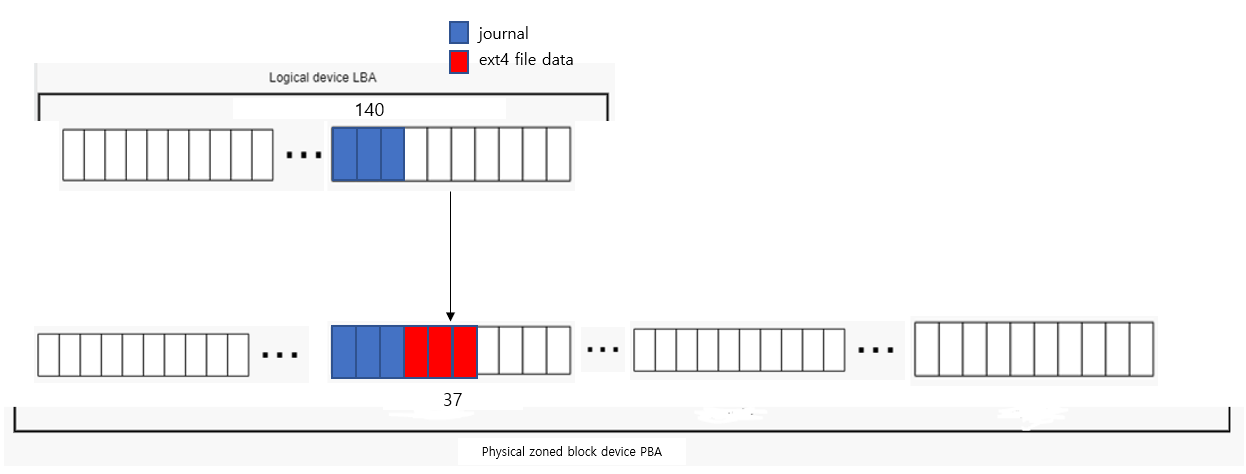 journal
ext4 file data
Logical device LBA
140
37
Physical zoned block device PBA